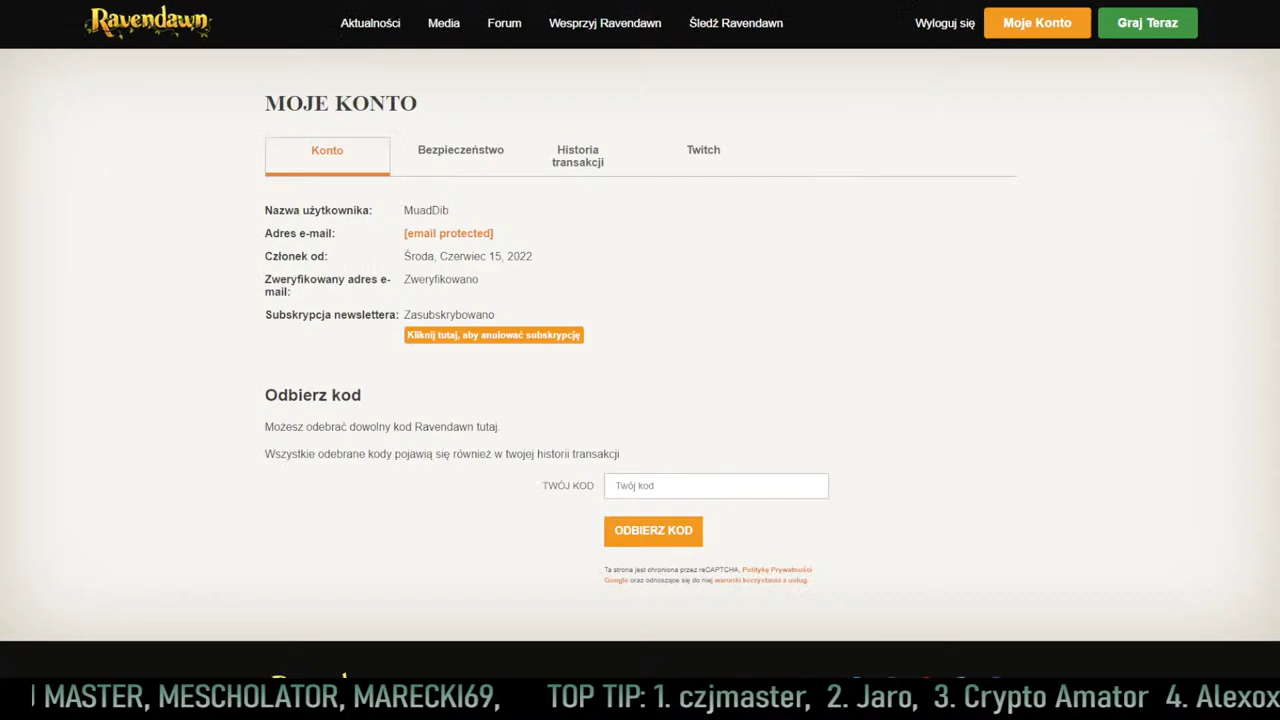 Ravendawn
Aktualności Media Forum Wesprzyj Ravendawn Śledź Ravendawn Wyloguj się Moje Konto Graj Teraz
MOJE KONTO
Konto Bezpieczeństwo Historia transakcji Twitch
Nazwa użytkownika: MuadDib
Adres e-mail: [email protected]
Członek od: Środa, Czerwiec 15, 2022
Zweryfikowany adres e-mail: Zweryfikowano
Subskrypcja newslettera: Zasubskrybowano
Kliknij tutaj, aby anulować subskrypcję
Odbierz kod
Możesz odebrać dowolny kod Ravendawn tutaj.
Wszystkie odebrane kody pojawią się również w twojej historii transakcji
TWÓJ KOD Twój kod
ODBIERZ KOD
Ta strona jest chroniona przez reCAPTCHA, Politykę Prywatności
Google oraz odnosząe się do niej warunki korzystania z usług.
MASTER, MESCHOLATOR, MARECKI69, TOP TIP: 1. czjmaster, 2. Jaro, 3. Crypto Amator 4. Alexox